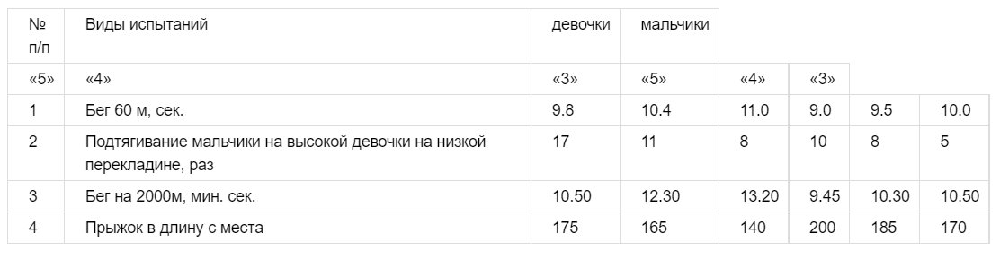 № п/п Виды испытаний девочки мальчики
«5» «4» «3» «5» «4» «3»
1 Бег 60 м, сек. 9.8 10.4 11.0 9.0 9.5 10.0
2 Подтягивание мальчики на высокой девочки на низкой
перекладине, раз 17 11 8 10 8 5
3 Бег на 2000м, мин. сек. 10.50 12.30 13.20 9.45 10.30 10.50
4 Прыжок в длину с места 175 165 140 200 185 170